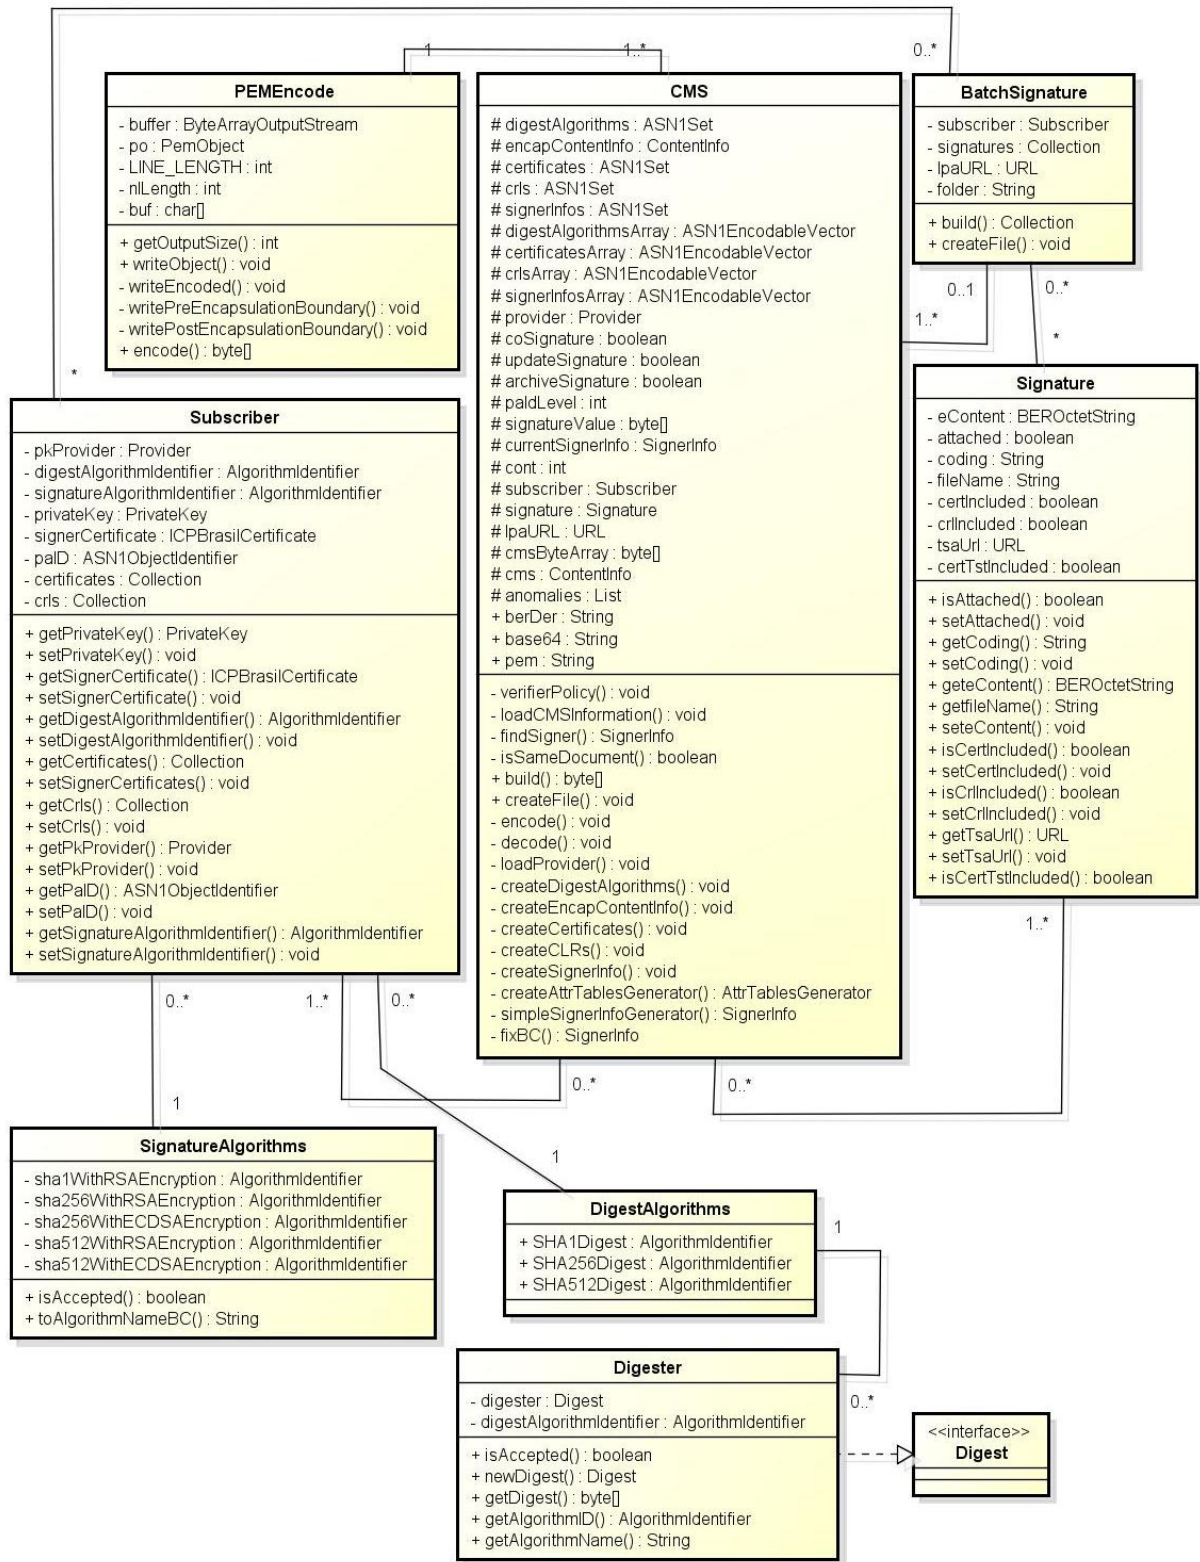 1
1..*
0..*
PEMEncode
- buffer : ByteArrayOutputStream
- po : PemObject
- LINE_LENGTH : int
- nlLength : int
- buf : char[]
+ getOutputSize() : int
+ writeObject() : void
- writeEncoded() : void
- writePreEncapsulationBoundary() : void
- writePostEncapsulationBoundary() : void
+ encode() : byte[]
CMS
# digestAlgorithms : ASN1Set
# encapContentInfo : ContentInfo
# certificates : ASN1Set
# crls : ASN1Set
# signerInfos : ASN1Set
# digestAlgorithmsArray : ASN1EncodableVector
# certificatesArray : ASN1EncodableVector
# crlsArray : ASN1EncodableVector
# signerInfosArray : ASN1EncodableVector
# provider : Provider
# coSignature : boolean
# updateSignature : boolean
# archiveSignature : boolean
# paIdLevel : int
# signatureValue : byte[]
# currentSignerInfo : SignerInfo
# cont : int
# subscriber : Subscriber
# signature : Signature
# lpaURL : URL
# cmsByteArray : byte[]
# cms : ContentInfo
# anomalies : List
+ berDer : String
+ base64 : String
+ pem : String
- verifierPolicy() : void
- loadCMSInformation() : void
- findSigner() : SignerInfo
- isSameDocument() : boolean
+ build() : byte[]
+ createFile() : void
- encode() : void
- decode() : void
- loadProvider() : void
- createDigestAlgorithms() : void
- createEncapContentInfo() : void
- createCertificates() : void
- createCLRs() : void
- createSignerInfo() : void
- createAttrTablesGenerator() : AttrTablesGenerator
- simpleSignerInfoGenerator() : SignerInfo
- fixBC() : SignerInfo
BatchSignature
- subscriber : Subscriber
- signatures : Collection
- lpaURL : URL
- folder : String
+ build() : Collection
+ createFile() : void
0..1
0..*
1..*
*
*
Subscriber
- pkProvider : Provider
- digestAlgorithmIdentifier : AlgorithmIdentifier
- signatureAlgorithmIdentifier : AlgorithmIdentifier
- privateKey : PrivateKey
- signerCertificate : ICPBrasilCertificate
- paID : ASN1ObjectIdentifier
- certificates : Collection
- crls : Collection
+ getPrivateKey() : PrivateKey
+ setPrivateKey() : void
+ getSignerCertificate() : ICPBrasilCertificate
+ setSignerCertificate() : void
+ getDigestAlgorithmIdentifier() : AlgorithmIdentifier
+ setDigestAlgorithmIdentifier() : void
+ getCertificates() : Collection
+ setSignerCertificates() : void
+ getCrls() : Collection
+ setCrls() : void
+ getPkProvider() : Provider
+ setPkProvider() : void
+ getPaID() : ASN1ObjectIdentifier
+ setPaID() : void
+ getSignatureAlgorithmIdentifier() : AlgorithmIdentifier
+ setSignatureAlgorithmIdentifier() : void
Signature
- eContent : BEROctetString
- attached : boolean
- coding : String
- fileName : String
- certIncluded : boolean
- crlIncluded : boolean
- tsaUrl : URL
- certTstIncluded : boolean
+ isAttached() : boolean
+ setAttached() : void
+ getCoding() : String
+ setCoding() : void
+ geteContent() : BEROctetString
+ getfileName() : String
+ seteContent() : void
+ isCertIncluded() : boolean
+ setCertIncluded() : void
+ isCrlIncluded() : boolean
+ setCrlIncluded() : void
+ getTsaUrl() : URL
+ setTsaUrl() : void
+ isCertTstIncluded() : boolean
1..*
0..*
1..*
0..*
0..*
0..*
1
1
SignatureAlgorithms
- sha1WithRSAEncryption : AlgorithmIdentifier
- sha256WithRSAEncryption : AlgorithmIdentifier
- sha256WithECDSAEncryption : AlgorithmIdentifier
- sha512WithRSAEncryption : AlgorithmIdentifier
- sha512WithECDSAEncryption : AlgorithmIdentifier
+ isAccepted() : boolean
+ toAlgorithmNameBC() : String
DigestAlgorithms
+ SHA1Digest : AlgorithmIdentifier
+ SHA256Digest : AlgorithmIdentifier
+ SHA512Digest : AlgorithmIdentifier
1
0..*
Digester
- digester : Digest
- digestAlgorithmIdentifier : AlgorithmIdentifier
+ isAccepted() : boolean
+ newDigest() : Digest
+ getDigest() : byte[]
+ getAlgorithmID() : AlgorithmIdentifier
+ getAlgorithmName() : String
<<interface>>
Digest